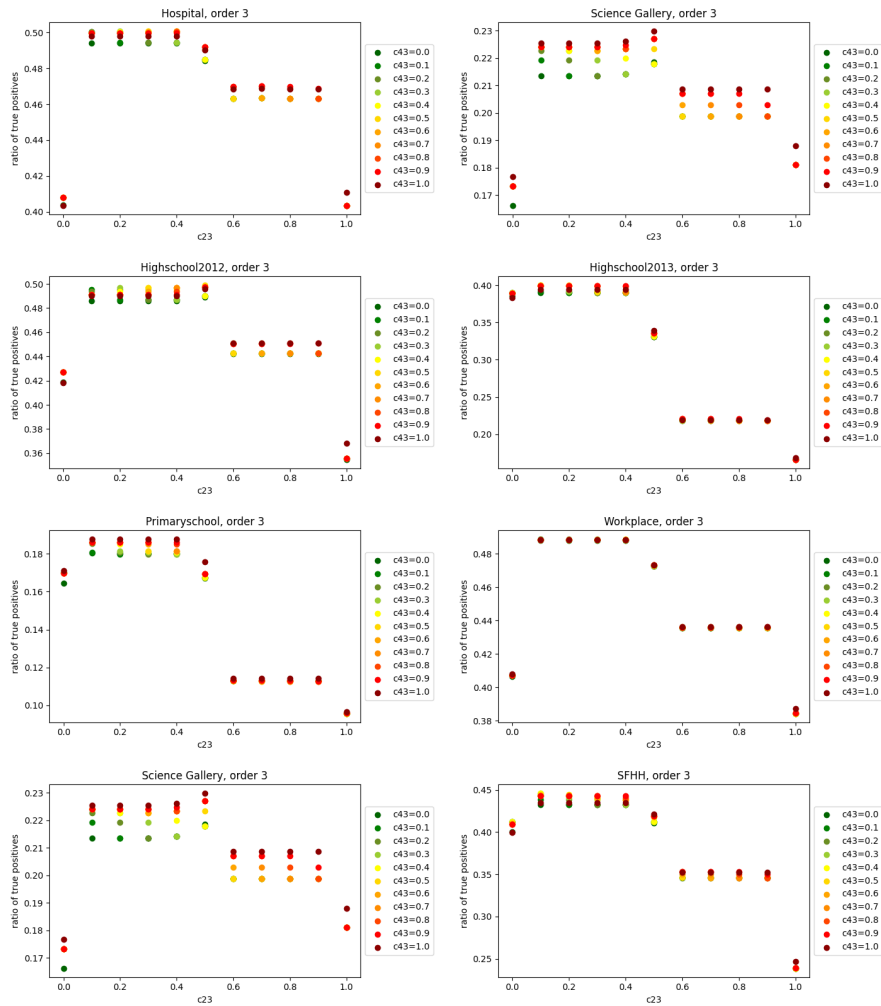 Hospital, order 3
ratio of true positives
0.50
0.48
0.46
0.44
0.42
0.40
0.0 0.2 0.4 0.6 0.8 1.0
c23
c43=0.0
c43=0.1
c43=0.2
c43=0.3
c43=0.4
c43=0.5
c43=0.6
c43=0.7
c43=0.8
c43=0.9
c43=1.0
Science Gallery, order 3
ratio of true positives
0.23
0.22
0.21
0.20
0.19
0.18
0.17
0.0 0.2 0.4 0.6 0.8 1.0
c23
c43=0.0
c43=0.1
c43=0.2
c43=0.3
c43=0.4
c43=0.5
c43=0.6
c43=0.7
c43=0.8
c43=0.9
c43=1.0
Highschool2012, order 3
ratio of true positives
0.50
0.48
0.46
0.44
0.42
0.40
0.38
0.36
0.0 0.2 0.4 0.6 0.8 1.0
c23
c43=0.0
c43=0.1
c43=0.2
c43=0.3
c43=0.4
c43=0.5
c43=0.6
c43=0.7
c43=0.8
c43=0.9
c43=1.0
Highschool2013, order 3
ratio of true positives
0.40
0.35
0.30
0.25
0.20
0.0 0.2 0.4 0.6 0.8 1.0
c23
c43=0.0
c43=0.1
c43=0.2
c43=0.3
c43=0.4
c43=0.5
c43=0.6
c43=0.7
c43=0.8
c43=0.9
c43=1.0
Primaryschool, order 3
ratio of true positives
0.18
0.16
0.14
0.12
0.10
0.0 0.2 0.4 0.6 0.8 1.0
c23
c43=0.0
c43=0.1
c43=0.2
c43=0.3
c43=0.4
c43=0.5
c43=0.6
c43=0.7
c43=0.8
c43=0.9
c43=1.0
Workplace, order 3
ratio of true positives
0.48
0.46
0.44
0.42
0.40
0.38
0.0 0.2 0.4 0.6 0.8 1.0
c23
c43=0.0
c43=0.1
c43=0.2
c43=0.3
c43=0.4
c43=0.5
c43=0.6
c43=0.7
c43=0.8
c43=0.9
c43=1.0
Science Gallery, order 3
ratio of true positives
0.23
0.22
0.21
0.20
0.19
0.18
0.17
0.0 0.2 0.4 0.6 0.8 1.0
c23
c43=0.0
c43=0.1
c43=0.2
c43=0.3
c43=0.4
c43=0.5
c43=0.6
c43=0.7
c43=0.8
c43=0.9
c43=1.0
SFHH, order 3
ratio of true positives
0.45
0.40
0.35
0.30
0.25
0.0 0.2 0.4 0.6 0.8 1.0
c23
c43=0.0
c43=0.1
c43=0.2
c43=0.3
c43=0.4
c43=0.5
c43=0.6
c43=0.7
c43=0.8
c43=0.9
c43=1.0